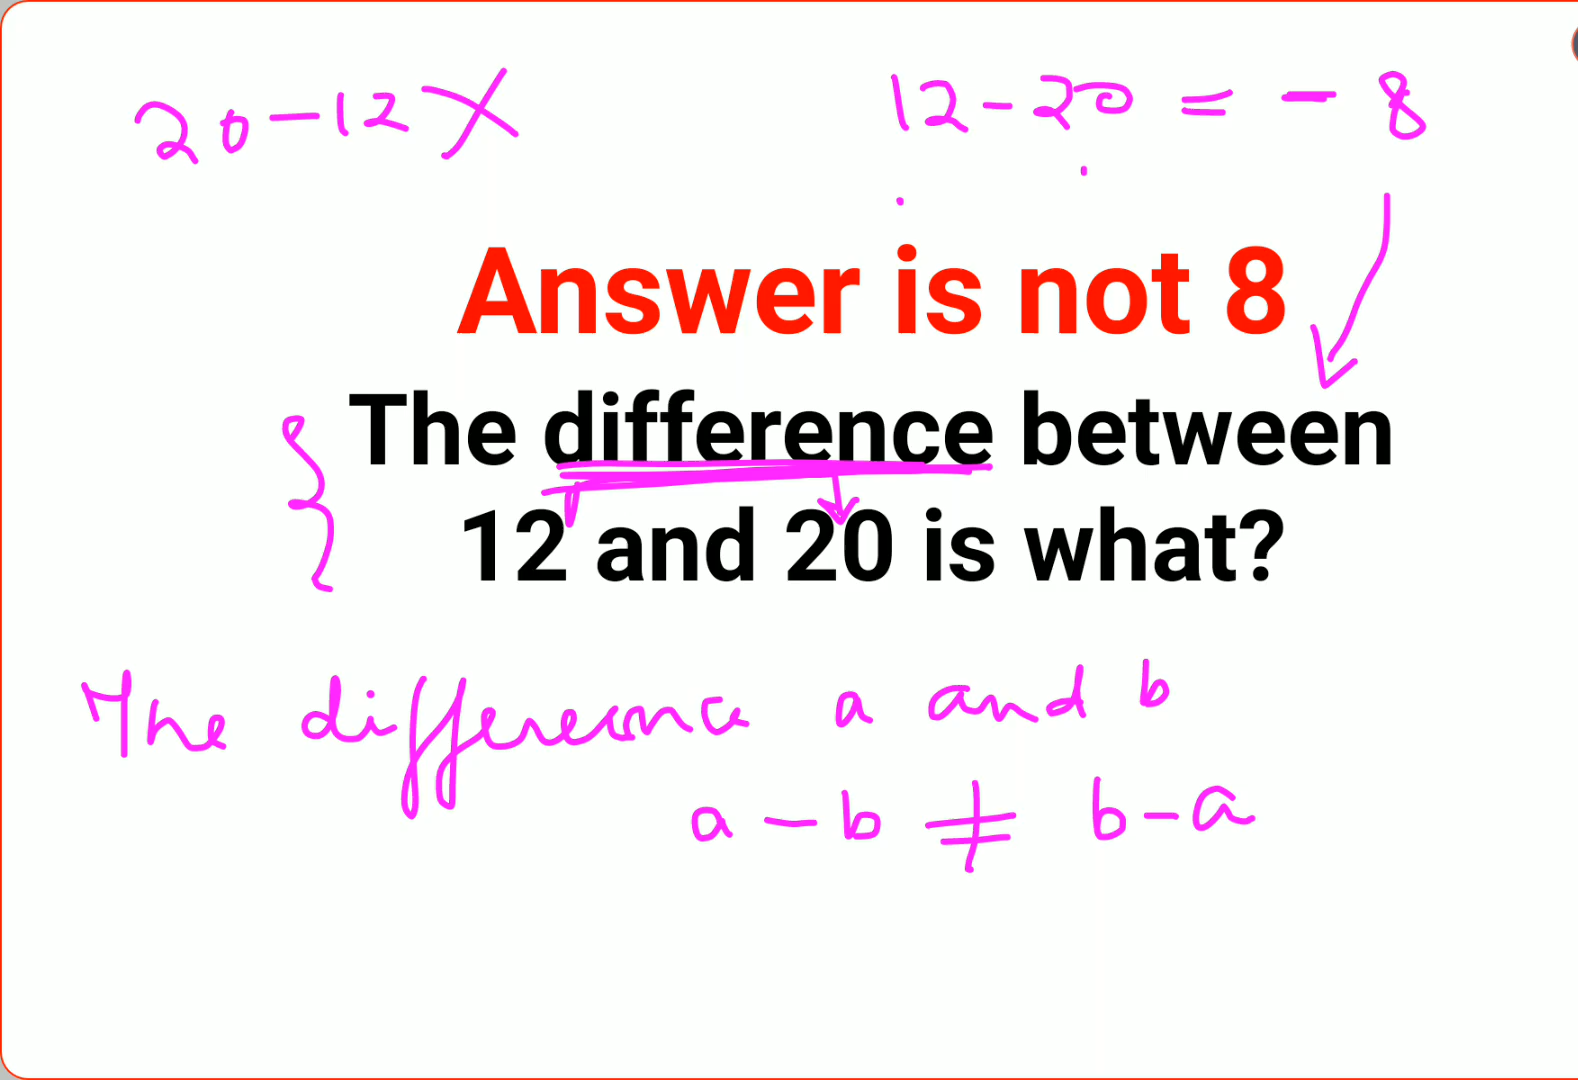 20-12 X
12-20 = -8
Answer is not 8
The difference between
12 and 20 is what?
The difference a and b
a - b ≠ b - a